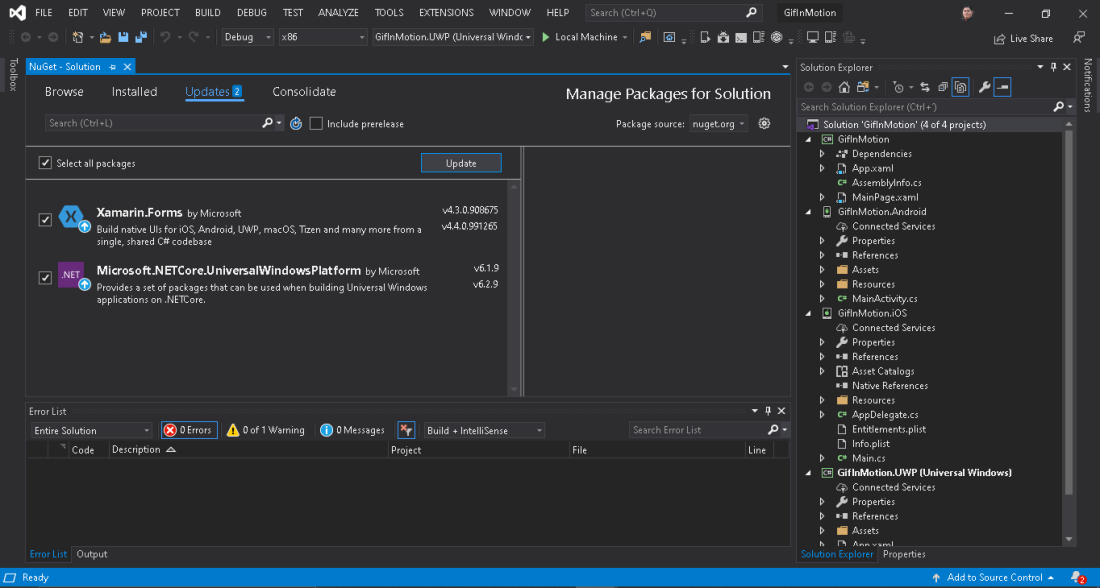 FILE EDIT VIEW PROJECT BUILD DEBUG TEST ANALYZE TOOLS EXTENSIONS WINDOW HELP Search (Ctrl+Q) GifInMotion
Debug x86 GifInMotion.UWP (Universal Windc Local Machine Live Share
Toolbox
NuGet - Solution
Browse Installed Updates 2 Consolidate
Manage Packages for Solution
Search (Ctrl+L) Include prerelease
Package source: nuget.org
Select all packages Update
Xamarin.Forms by Microsoft v4.3.0.908675
v4.4.0.991265
Build native UIs for iOS, Android, UWP, macOS, Tizen and many more from a
single, shared C# codebase
Microsoft.NETCore.UniversalWindowsPlatform by Microsoft v6.1.9
.NET
v6.2.9
Provides a set of packages that can be used when building Universal Windows
applications on .NETCore.
Error List
Entire Solution 0 Errors 0 of 1 Warning 0 Messages Build + IntelliSense Search Error List
Code Description Project File Line
Error List Output
Solution Explorer
Search Solution Explorer (Ctrl+')
Solution 'GifInMotion' (4 of 4 projects)
C# GifInMotion
Dependencies
App.xaml
C# AssemblyInfo.cs
MainPage.xaml
GifInMotion.Android
Connected Services
Properties
References
Assets
Resources
C# MainActivity.cs
GifInMotion.iOS
Connected Services
Properties
References
Asset Catalogs
Native References
Resources
C# AppDelegate.cs
Entitlements.plist
Info.plist
C# Main.cs
C# GifInMotion.UWP (Universal Windows)
Connected Services
Properties
References
Assets
App.xaml
Solution Explorer Properties
Notifications
Ready Add to Source Control 2